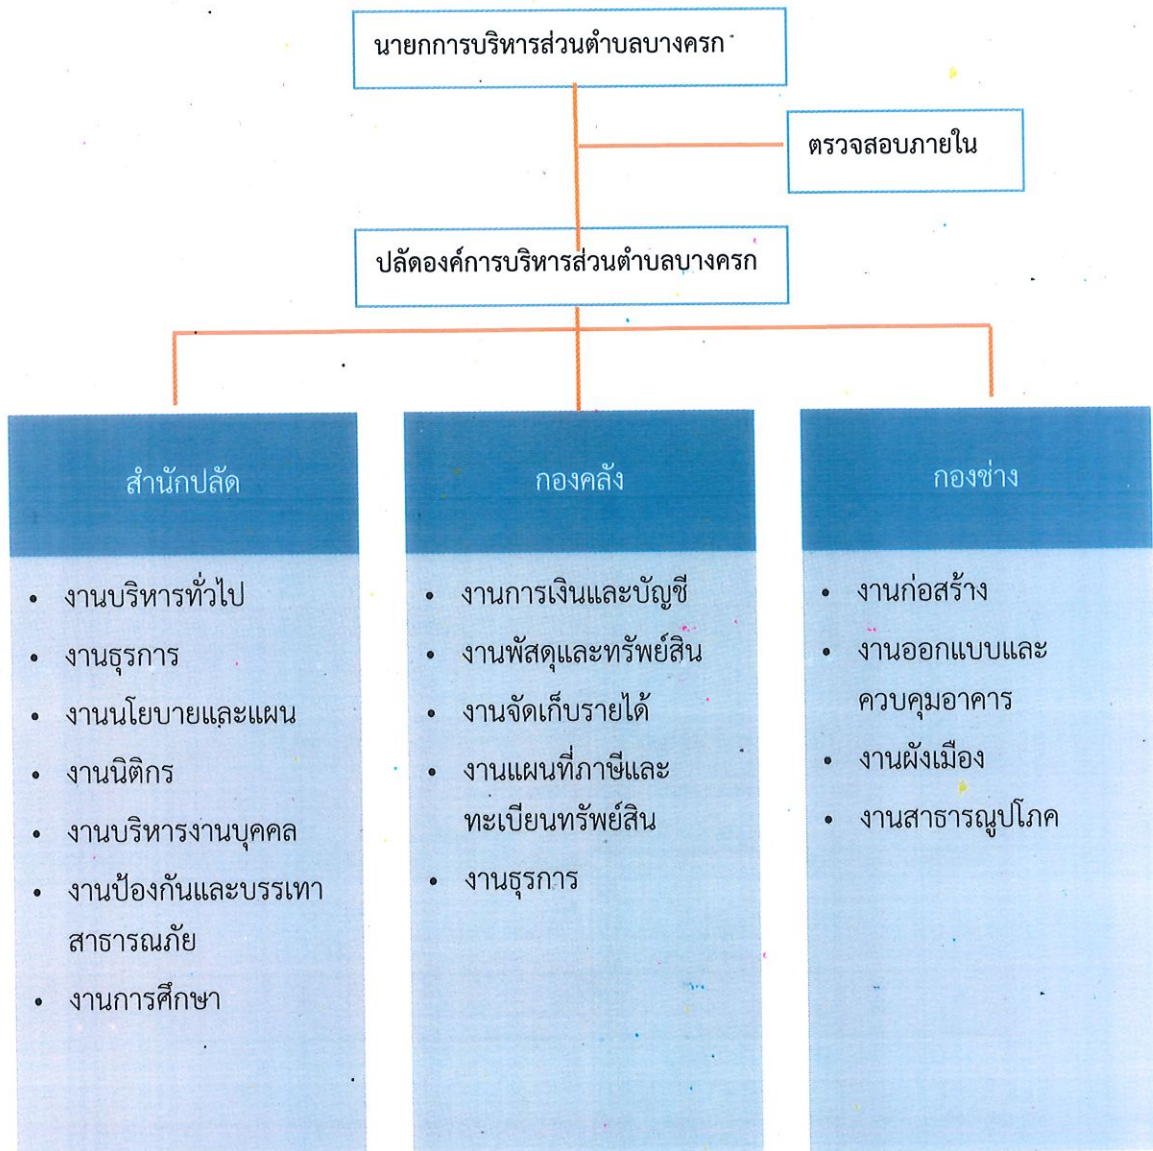 นายกการบริหารส่วนตำบลบางครก
ตรวจสอบภายใน
ปลัดองค์การบริหารส่วนตำบลบางครก
สำนักปลัด
• งานบริหารทั่วไป
• งานธุรการ
• งานนโยบายและแผน
• งานนิติกร
• งานบริหารงานบุคคล
• งานป้องกันและบรรเทา
สาธารณภัย
• งานการศึกษา
กองคลัง
• งานการเงินและบัญชี
• งานพัสดุและทรัพย์สิน
• งานจัดเก็บรายได้
• งานแผนที่ภาษีและ
ทะเบียนทรัพย์สิน
• งานธุรการ
กองช่าง
• งานก่อสร้าง
• งานออกแบบและ
ควบคุมอาคาร
• งานผังเมือง
• งานสาธารณูปโภค